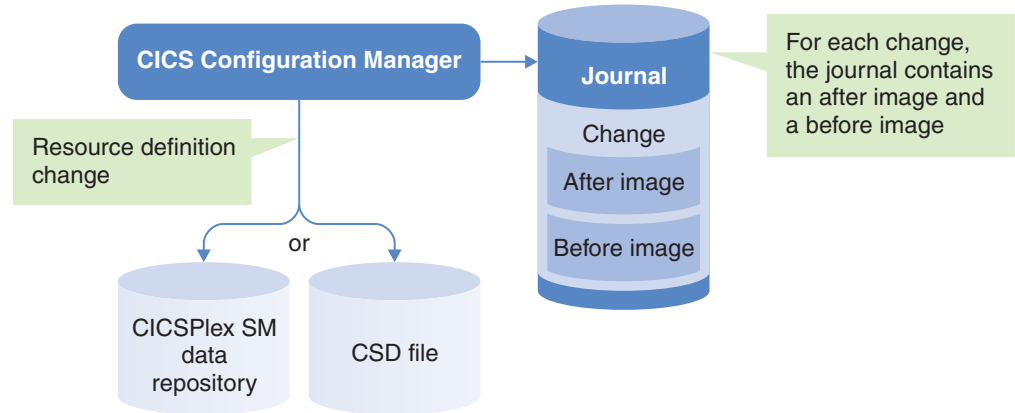 CICS Configuration Manager
Journal
For each change,
the journal contains
an after image and
a before image
Change
Resource definition
change
After image
Before image
or
CICSPlex SM
data
repository
CSD file